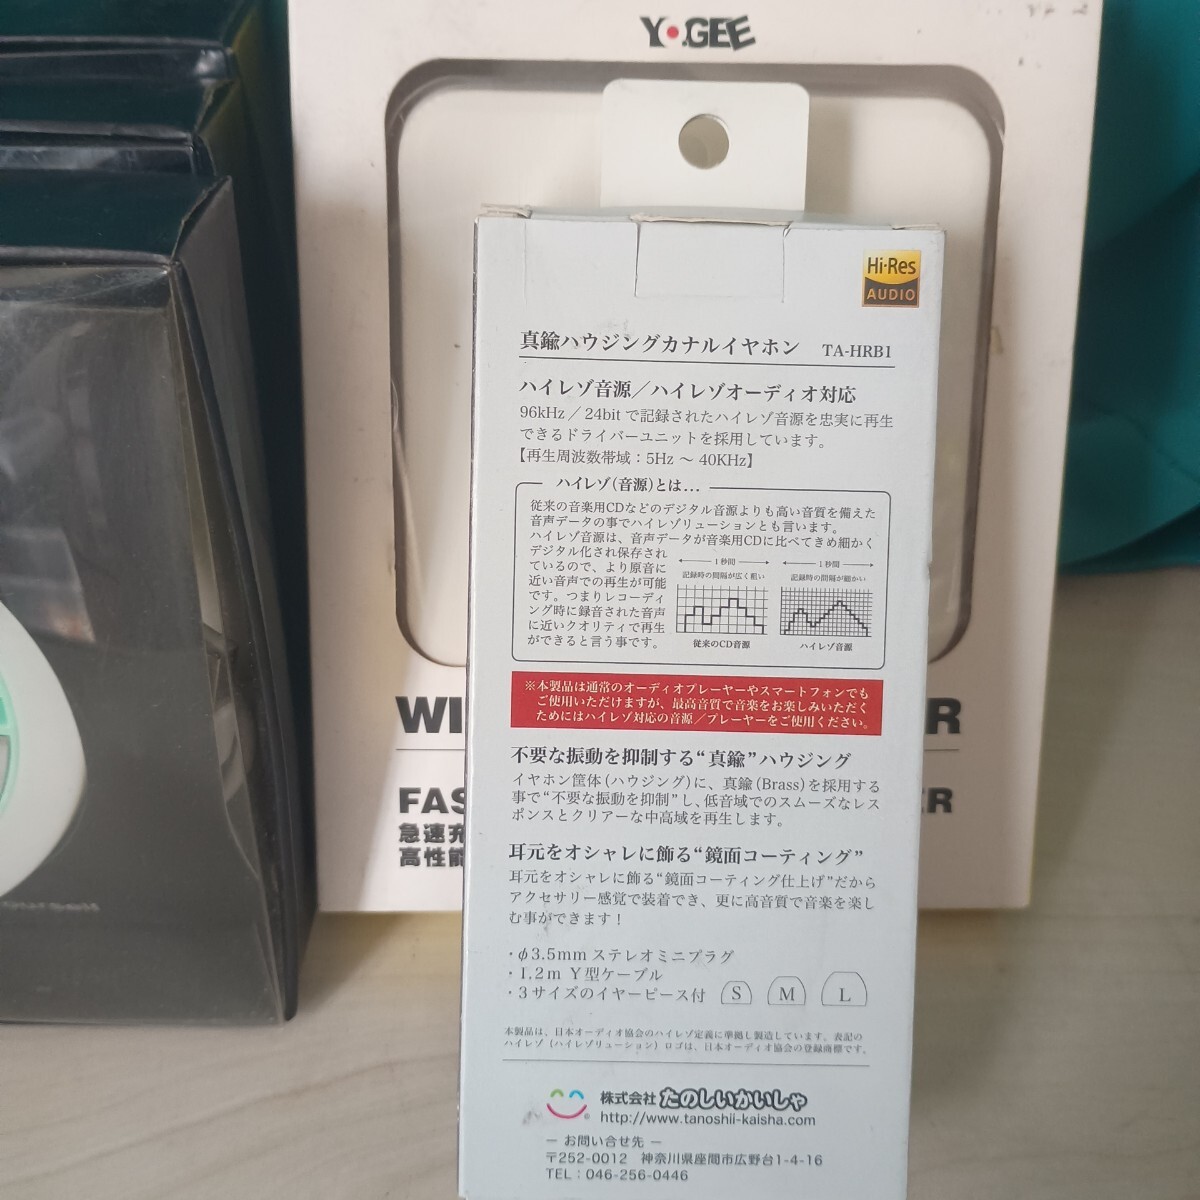 Y・GEE
Hi-Res
AUDIO
真鍮ハウジングカナルイヤホン TA-HRB1
ハイレゾ音源／ハイレゾオーディオ対応
96kHz／24bitで記録されたハイレゾ音源を忠実に再生
できるドライバーユニットを採用しています。
【再生周波数帯域：5Hz～40KHz】
ハイレゾ(音源)とは…
従来の音楽用CDなどのデジタル音源よりも高い音質を備えた
音声データの事でハイレゾリューションとも言います。
ハイレゾ音源は、音声データが音楽用CDに比べてきめ細かく
デジタル化され保存され
ているので、より原音に
近い音声での再生が可能
です。つまりレコーディ
ング時に録音された音声
に近いクオリティで再生
ができると言う事です。
1秒間
記録時の間隔が広く粗い
従来のCD音源
1秒間
記録時の間隔が細かい
ハイレゾ音源
※本製品は通常のオーディオプレーヤーやスマートフォンでも
ご使用いただけますが、最高音質で音楽をお楽しみいただく
ためにはハイレゾ対応の音源／プレーヤーをご使用ください。
不要な振動を抑制する“真鍮”ハウジング
イヤホン筐体(ハウジング)に、真鍮(Brass)を採用する
事で“不要な振動を抑制”し、低音域でのスムーズなレス
ポンスとクリアーな中高域を再生します。
耳元をオシャレに飾る“鏡面コーティング”
耳元をオシャレに飾る“鏡面コーティング仕上げ”だから
アクセサリー感覚で装着でき、更に高音質で音楽を楽し
む事ができます！
・φ3.5mm ステレオミニプラグ
・1.2m Y型ケーブル
・3サイズのイヤーピース付 S M L
本製品は、日本オーディオ協会のハイレゾ定義に準拠し製造しています。表記の
ハイレゾ（ハイレゾリューション）ロゴは、日本オーディオ協会の登録商標です。
株式会社 たのしいかいしゃ
http://www.tanoshii-kaisha.com
― お問い合せ先 ―
〒252-0012 神奈川県座間市広野台1-4-16
TEL：046-256-0446
WI
R
FAS
ER
急速充
高性能